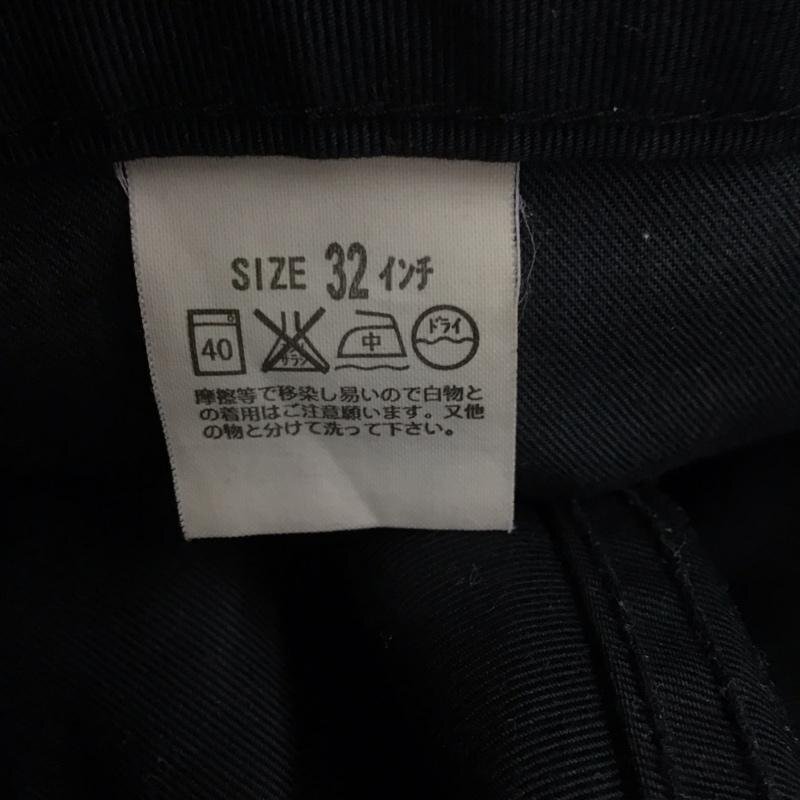 SIZE 32 インチ
40 サラシ 中 ドライ
摩擦等で移染し易いので白物と
の着用はご注意願います。又他
の物と分けて洗って下さい。